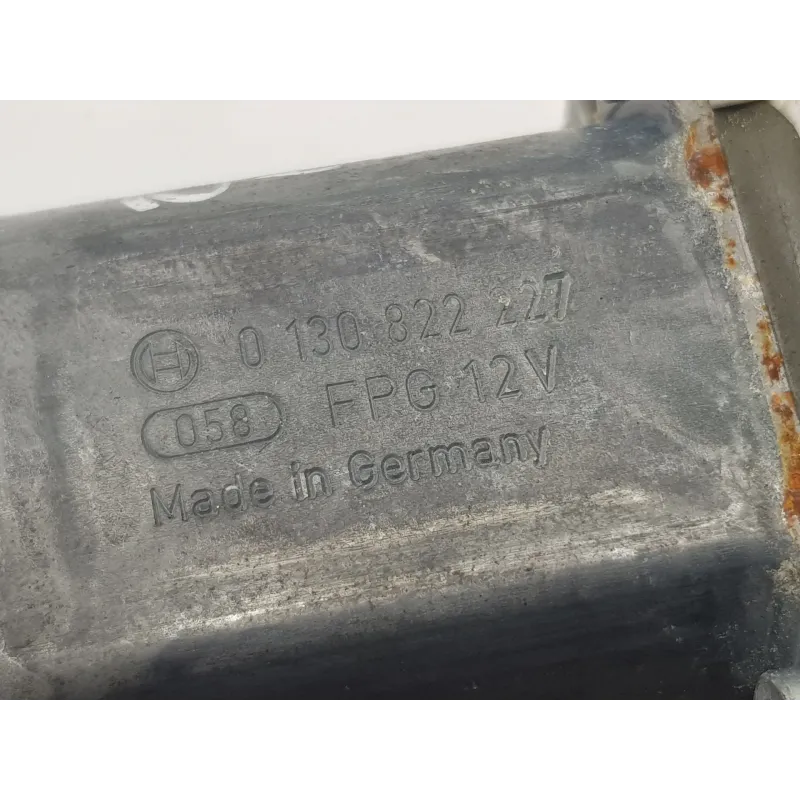 0 130 822 227
058 FPG 12V
Made in Germany